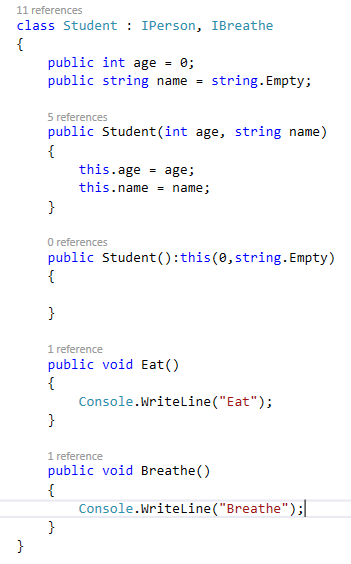 11 references
class Student : IPerson, IBreathe
{
public int age = 0;
public string name = string.Empty;
5 references
public Student(int age, string name)
{
this.age = age;
this.name = name;
}
0 references
public Student():this(0,string.Empty)
{
}
1 reference
public void Eat()
{
Console.WriteLine("Eat");
}
1 reference
public void Breathe()
{
Console.WriteLine("Breathe");
}
}